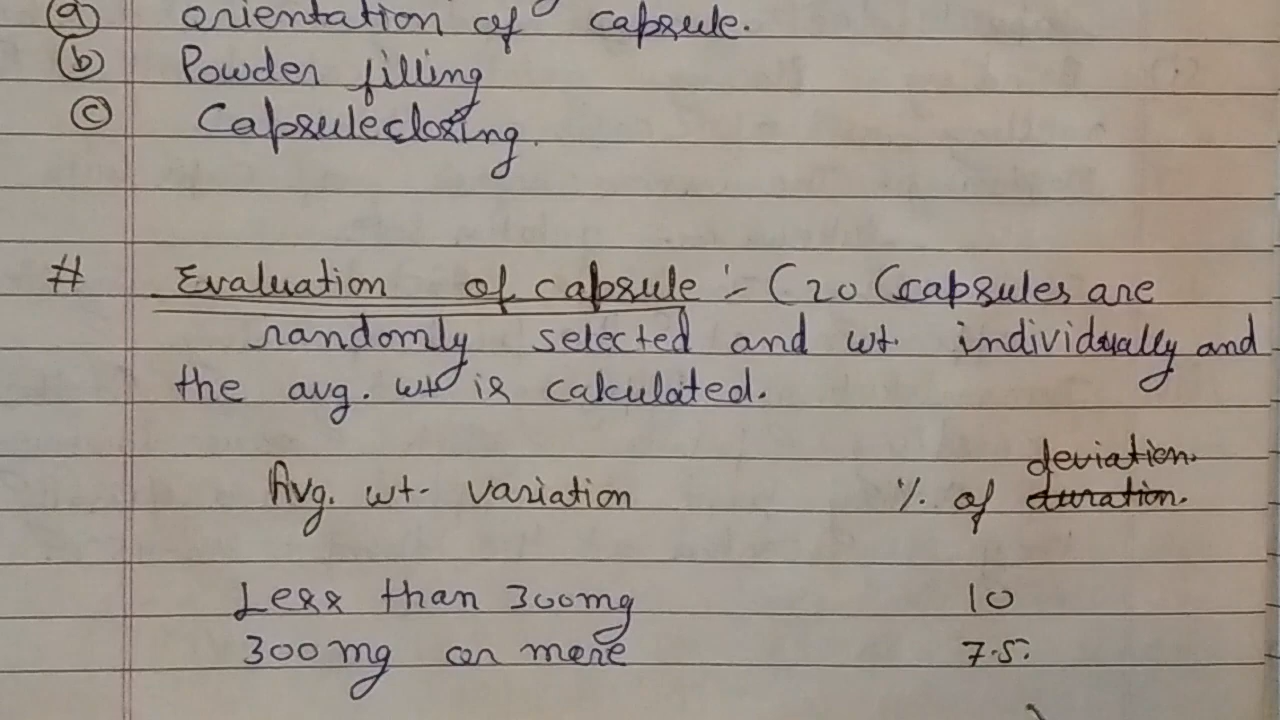 (a) orientation of capsule.
(b) Powder filling
(c) Capsuleclosing.
# Evaluation of capsule :- (20 (capsules are
randomly selected and wt. individually and
the avg. wt is calculated.
deviation.
Avg. wt. variation % of duration.
Less than 300mg 10
300mg or more 7.5